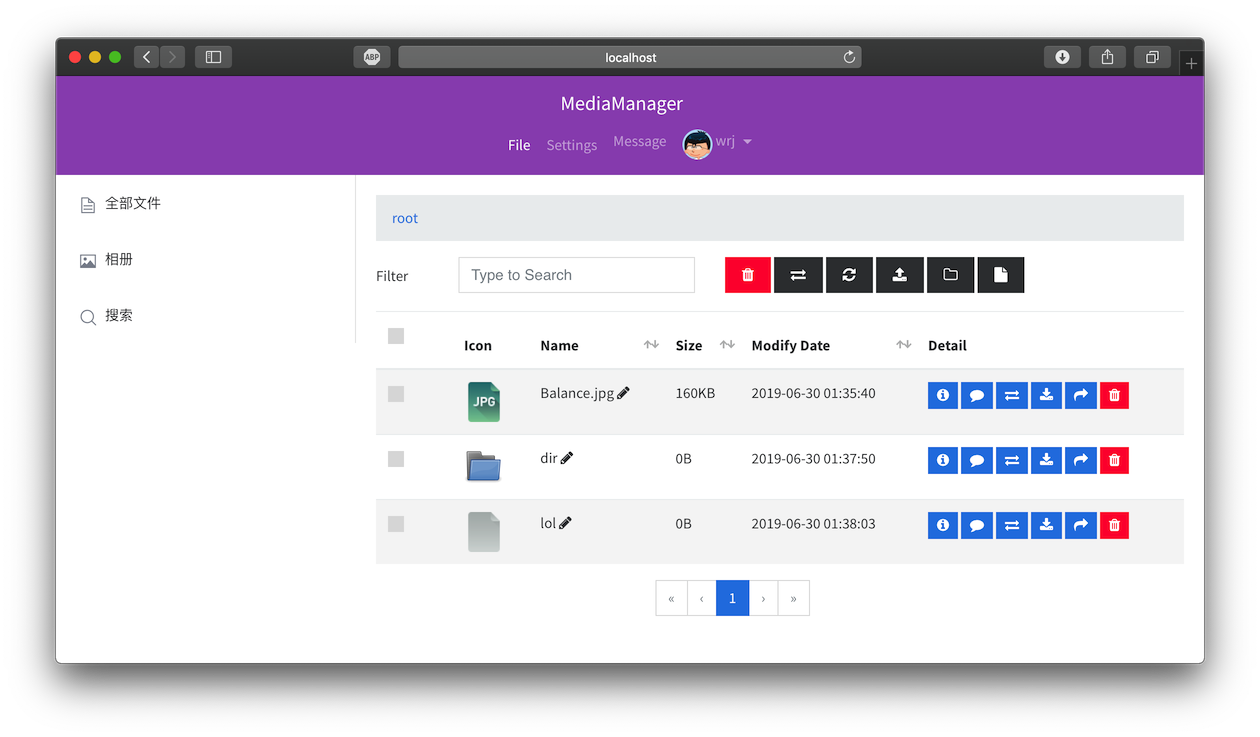 ABP
localhost
MediaManager
File Settings Message wrj
全部文件
相册
搜索
root
Filter Type to Search
Icon Name Size Modify Date Detail
JPG Balance.jpg 160KB 2019-06-30 01:35:40
dir 0B 2019-06-30 01:37:50
lol 0B 2019-06-30 01:38:03
« ‹ 1 › »